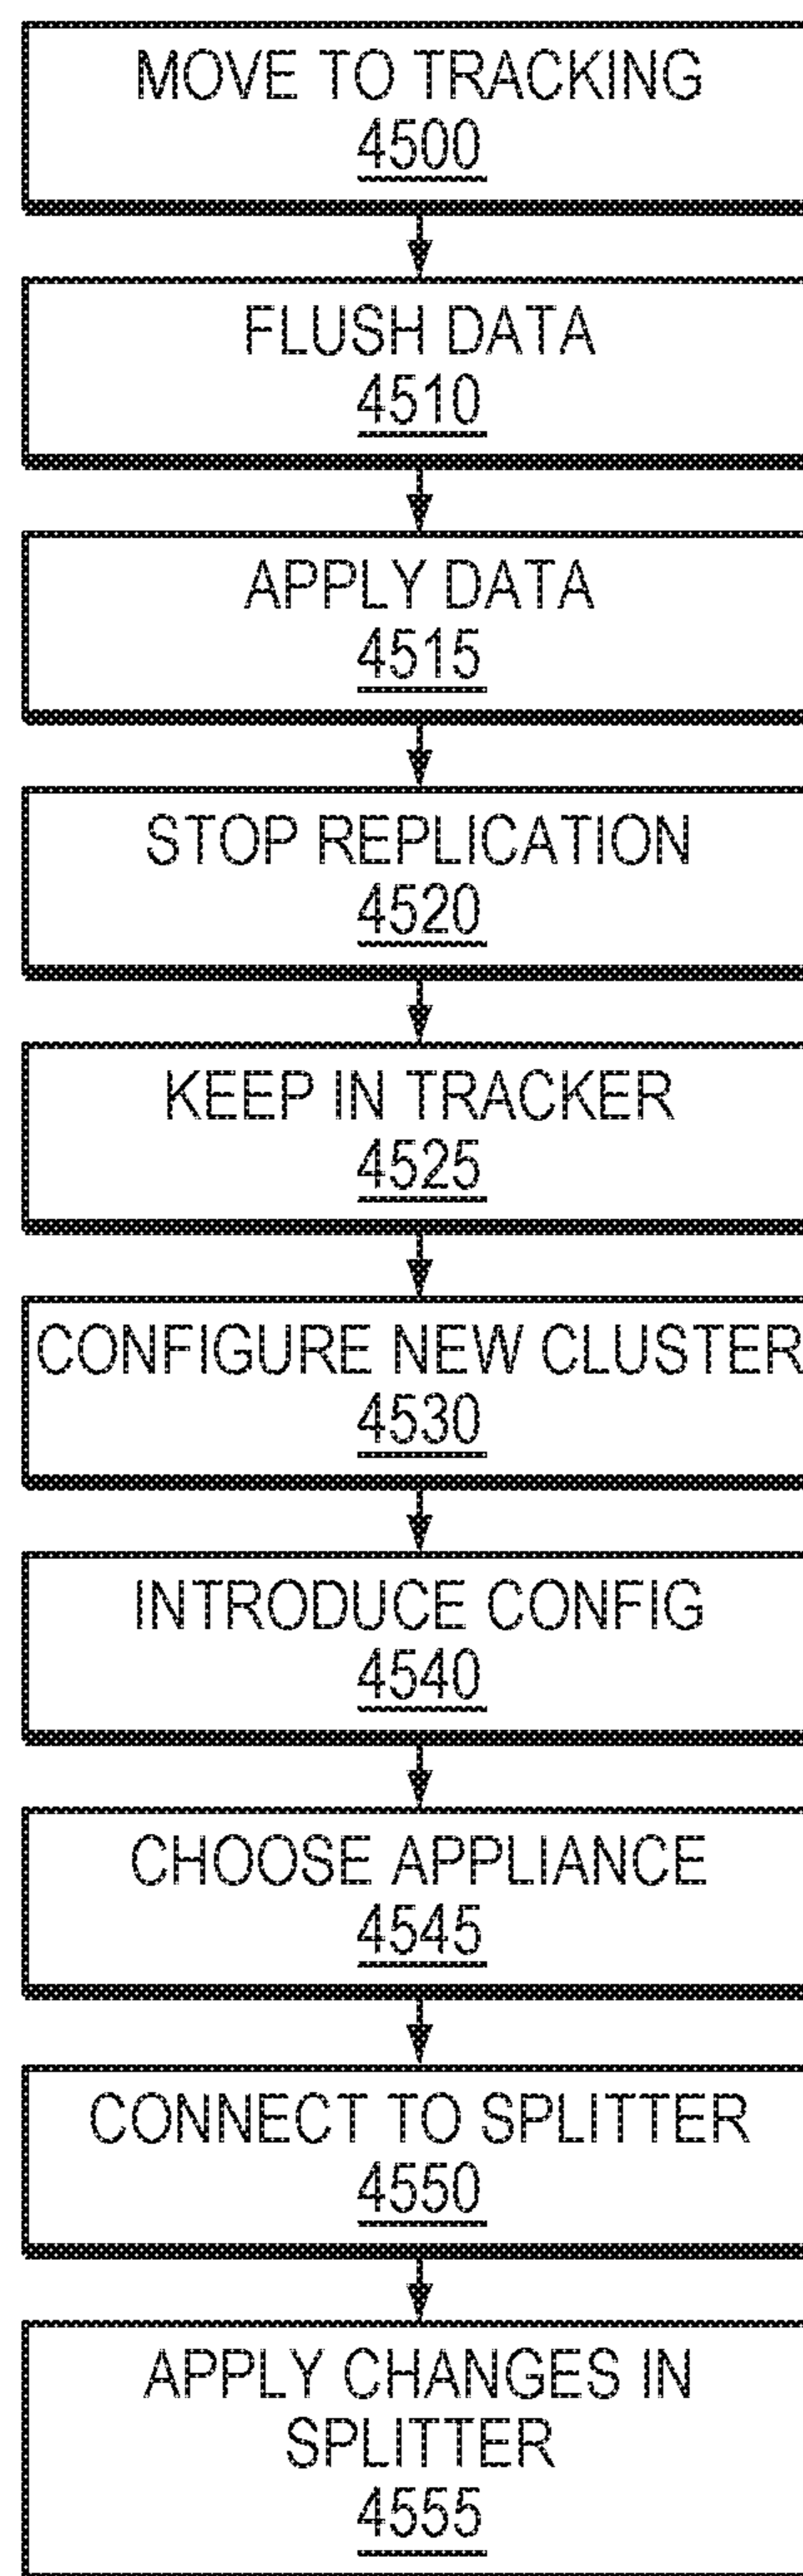 MOVE TO TRACKING
4500
FLUSH DATA
4510
APPLY DATA
4515
STOP REPLICATION
4520
KEEP IN TRACKER
4525
CONFIGURE NEW CLUSTER
4530
INTRODUCE CONFIG
4540
CHOOSE APPLIANCE
4545
CONNECT TO SPLITTER
4550
APPLY CHANGES IN
SPLITTER
4555